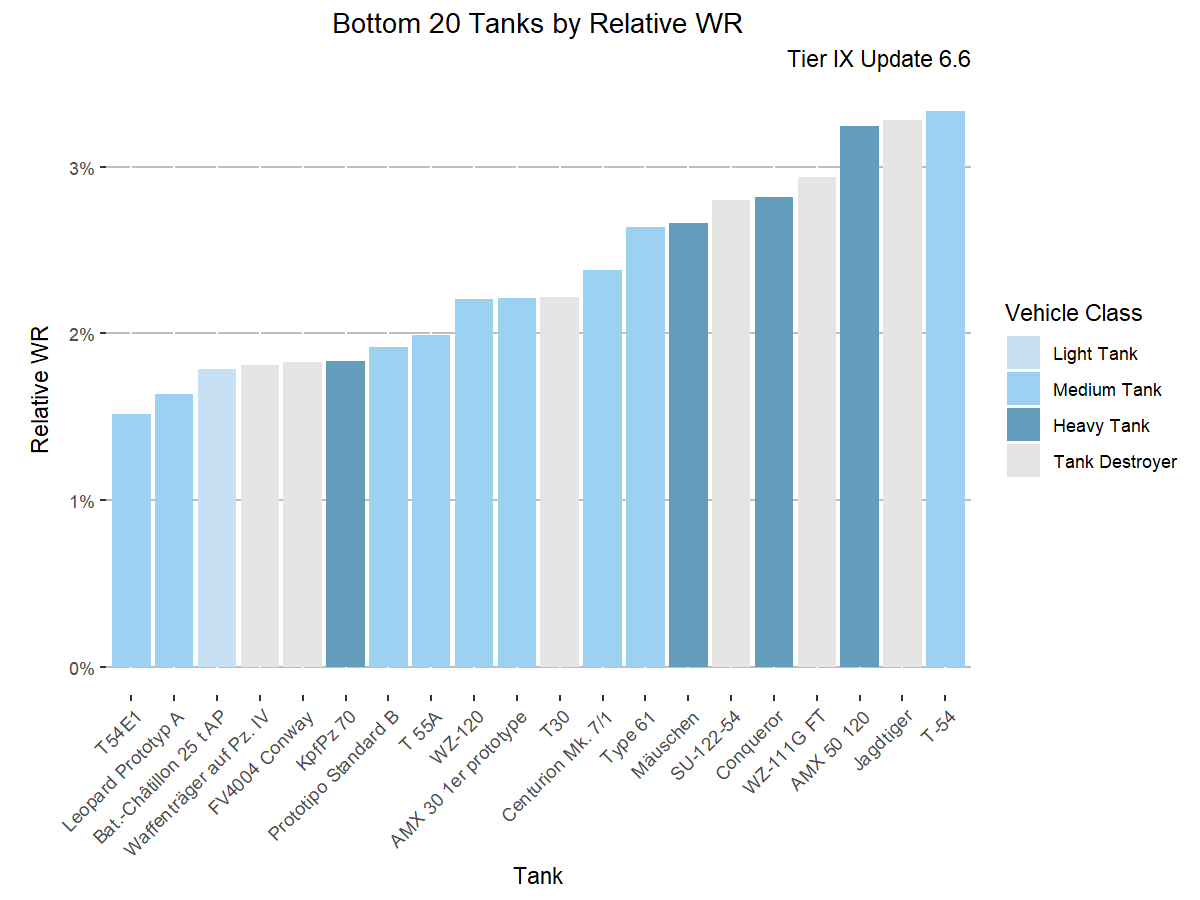 Bottom 20 Tanks by Relative WR
Tier IX Update 6.6
Relative WR
3%
2%
1%
0%
T54E1
Leopard Prototyp A
Bat.-Châtillon 25 t AP
Waffenträger auf Pz. IV
FV4004 Conway
KpfPz 70
Prototipo Standard B
T 55A
WZ-120
AMX 30 1er prototype
T30
Centurion Mk. 7/1
Type 61
Mäuschen
SU-122-54
Conqueror
WZ-111G FT
AMX 50 120
Jagdtiger
T-54
Tank
Vehicle Class
Light Tank
Medium Tank
Heavy Tank
Tank Destroyer